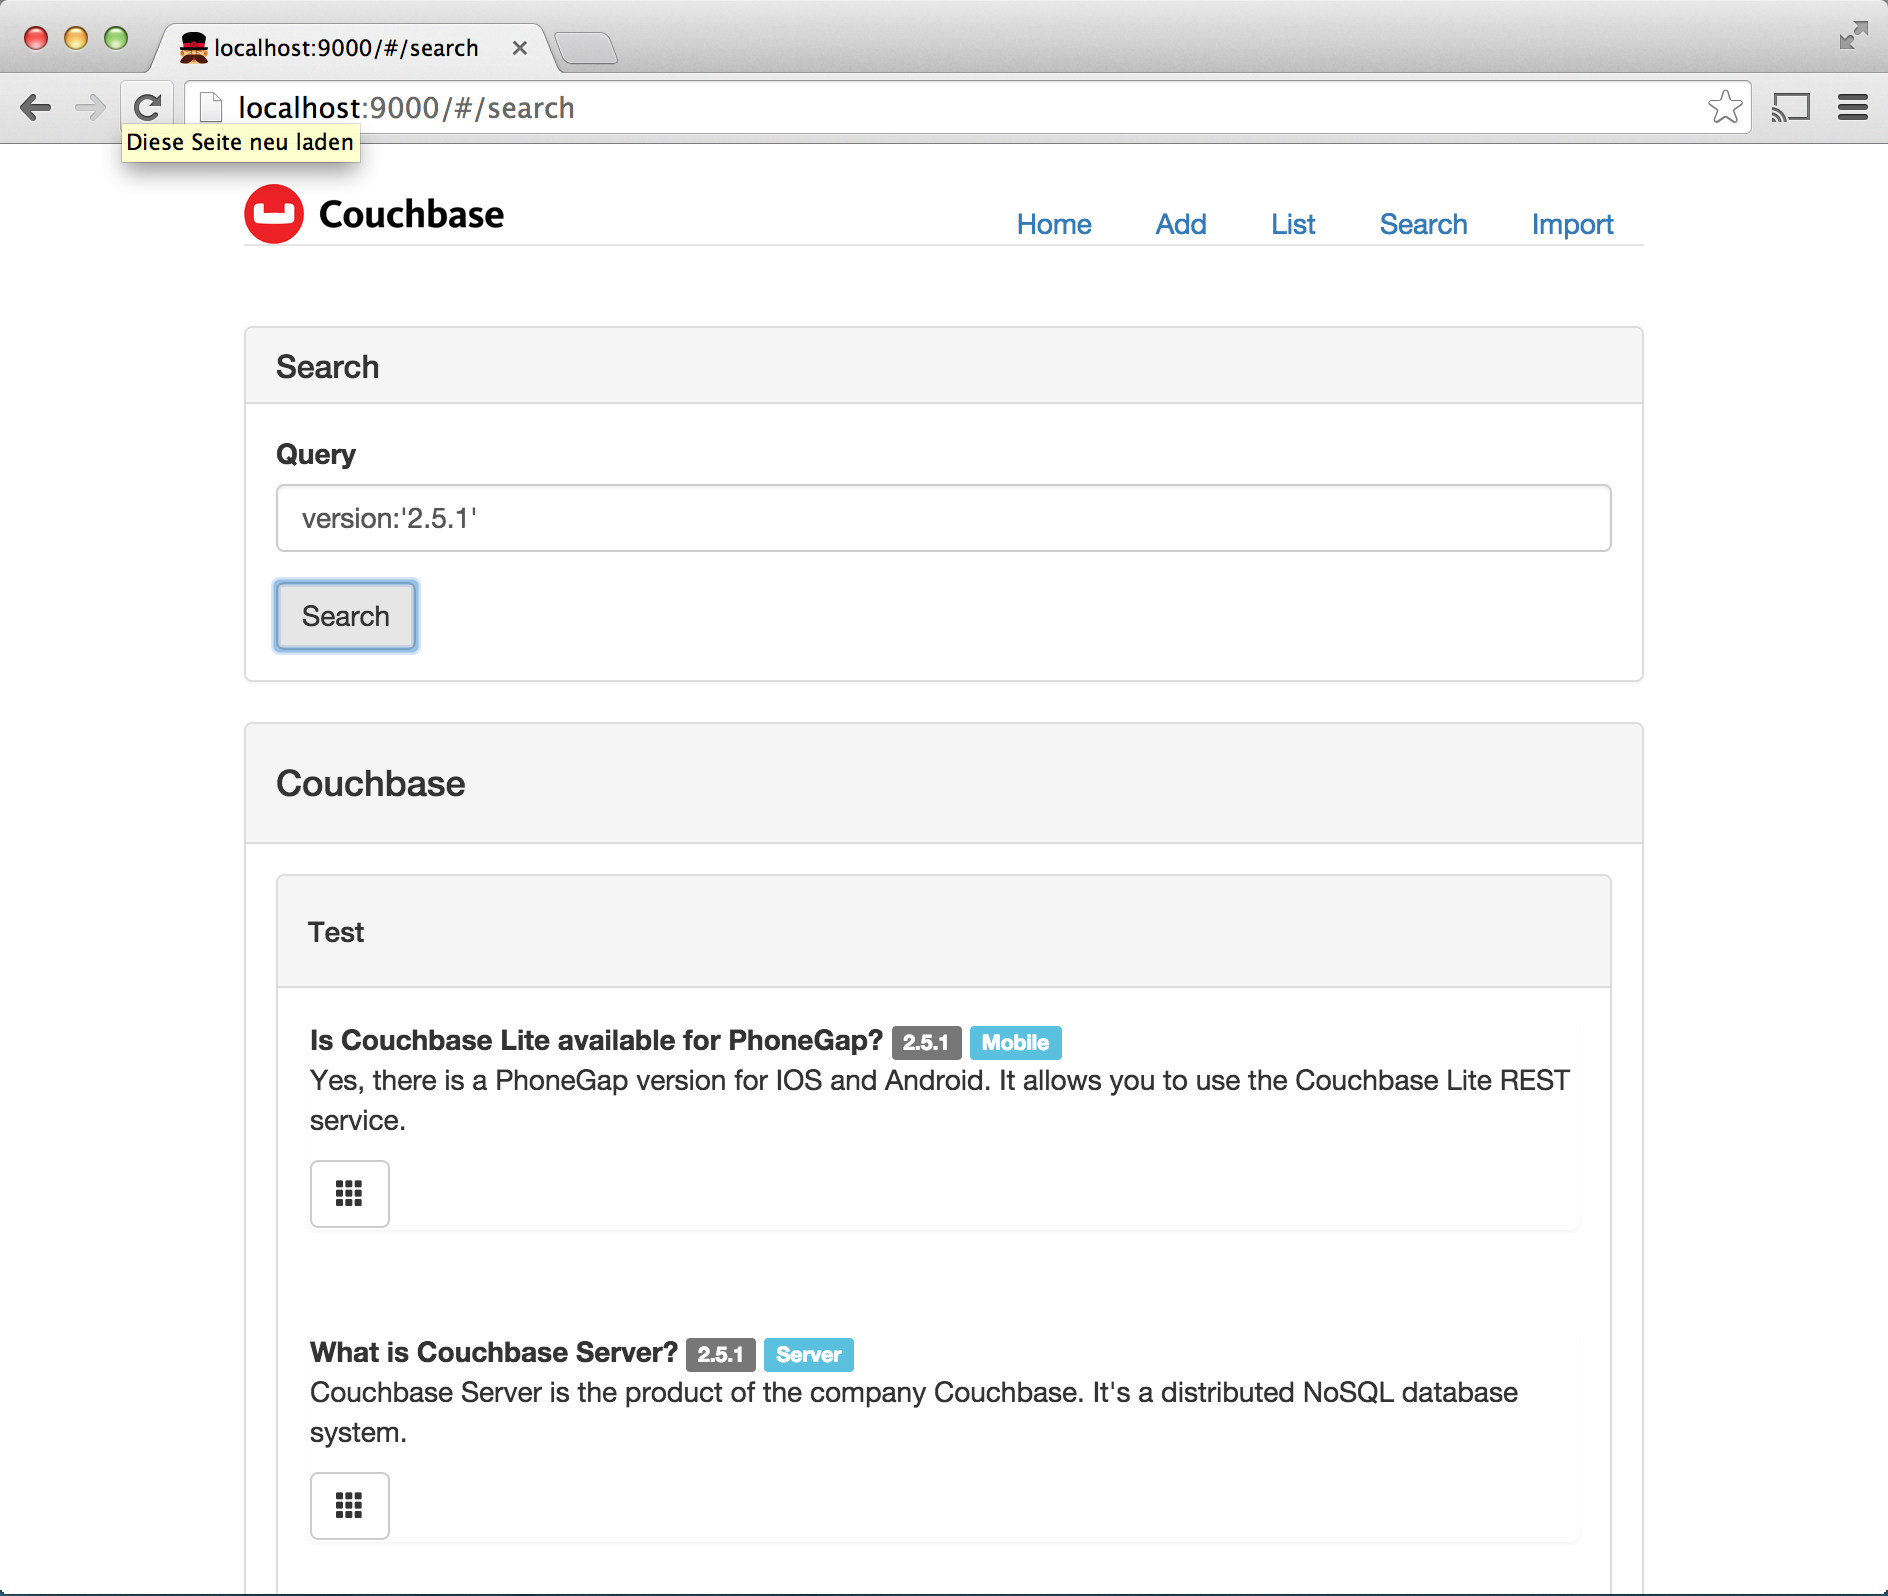 localhost:9000/#/search
localhost:9000/#/search
Diese Seite neu laden
Couchbase
Home Add List Search Import
Search
Query
version:'2.5.1'
Search
Couchbase
Test
Is Couchbase Lite available for PhoneGap? 2.5.1 Mobile
Yes, there is a PhoneGap version for IOS and Android. It allows you to use the Couchbase Lite REST
service.
What is Couchbase Server? 2.5.1 Server
Couchbase Server is the product of the company Couchbase. It's a distributed NoSQL database
system.